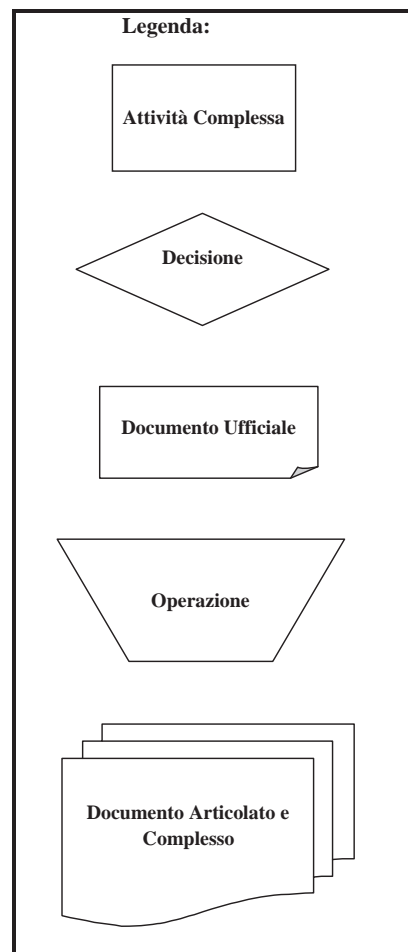 Legenda:
Attività Complessa
Decisione
Documento Ufficiale
Operazione
Documento Articolato e
Complesso